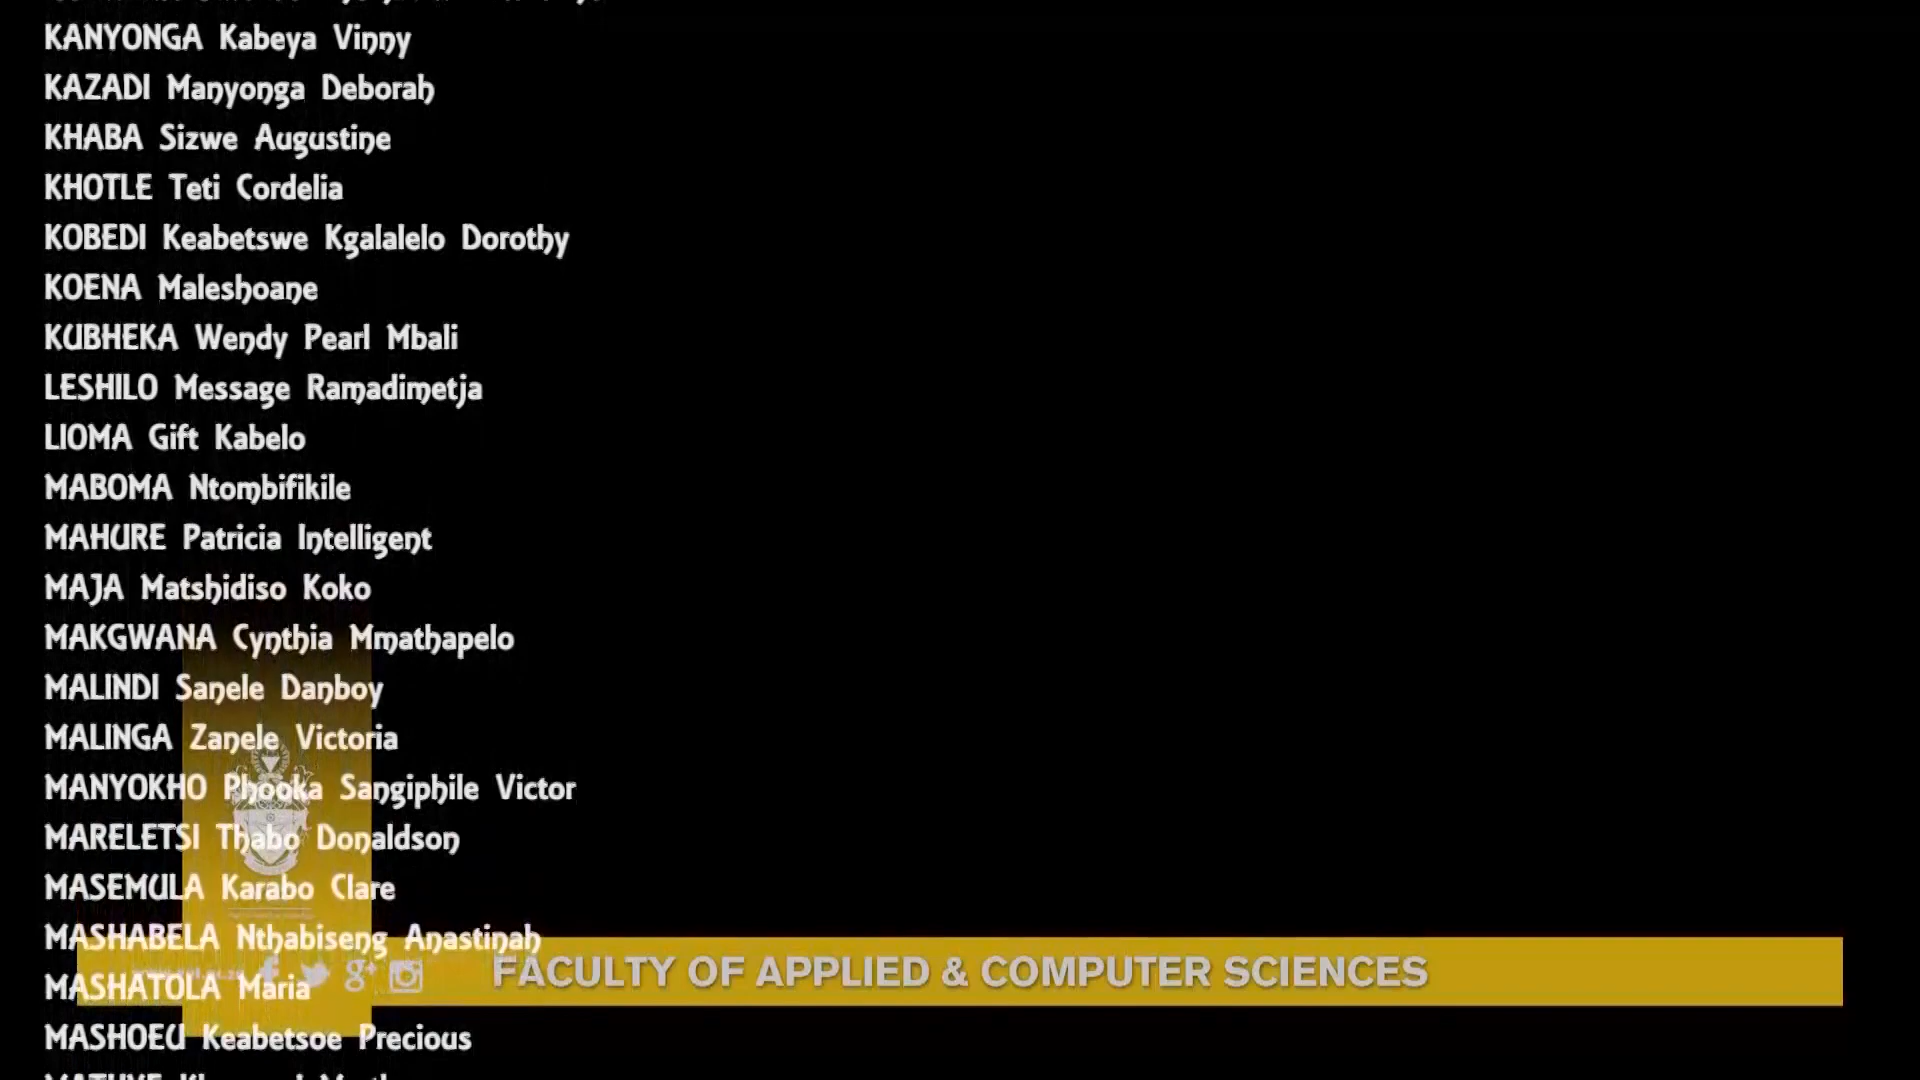 KANYONGA Kabeya Vinny
KAZADI Manyonga Deborah
KHABA Sizwe Augustine
KHOTLE Teti Cordelia
KOBEDI Keabetswe Kgalalelo Dorothy
KOENA Maleshoane
KUBHEKA Wendy Pearl Mbali
LESHILO Message Ramadimetja
LIOMA Gift Kabelo
MABOMA Ntombifikile
MAHURE Patricia Intelligent
MAJA Matshidiso Koko
MAKGWANA Cynthia Mmathapelo
MALINDI Sanele Danboy
MALINGA Zanele Victoria
MANYOKHO Phooka Sangiphile Victor
MARELETSI Thabo Donaldson
MASEMULA Karabo Clare
MASHABELA Nthabiseng Anastinah
FACULTY OF APPLIED & COMPUTER SCIENCES
MASHATOLA Maria
MASHOEU Keabetsoe Precious